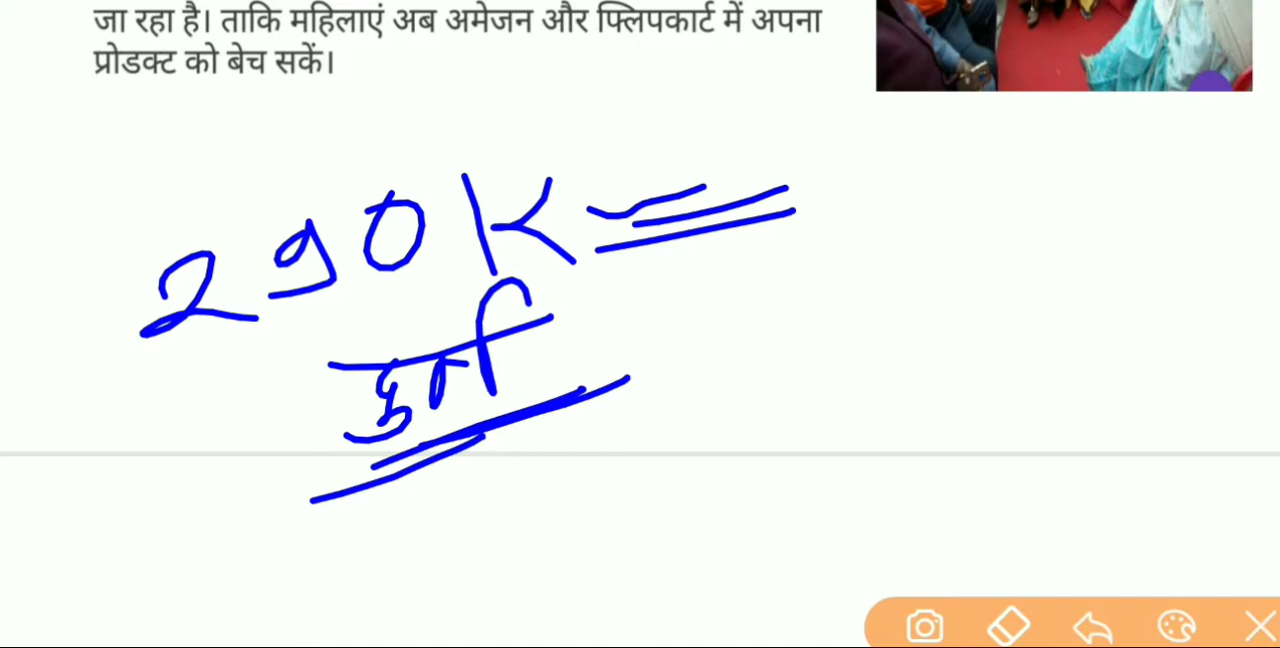 जा रहा है। ताकि महिलाएं अब अमेजन और फ्लिपकार्ट में अपना
प्रोडक्ट को बेच सकें।
290K